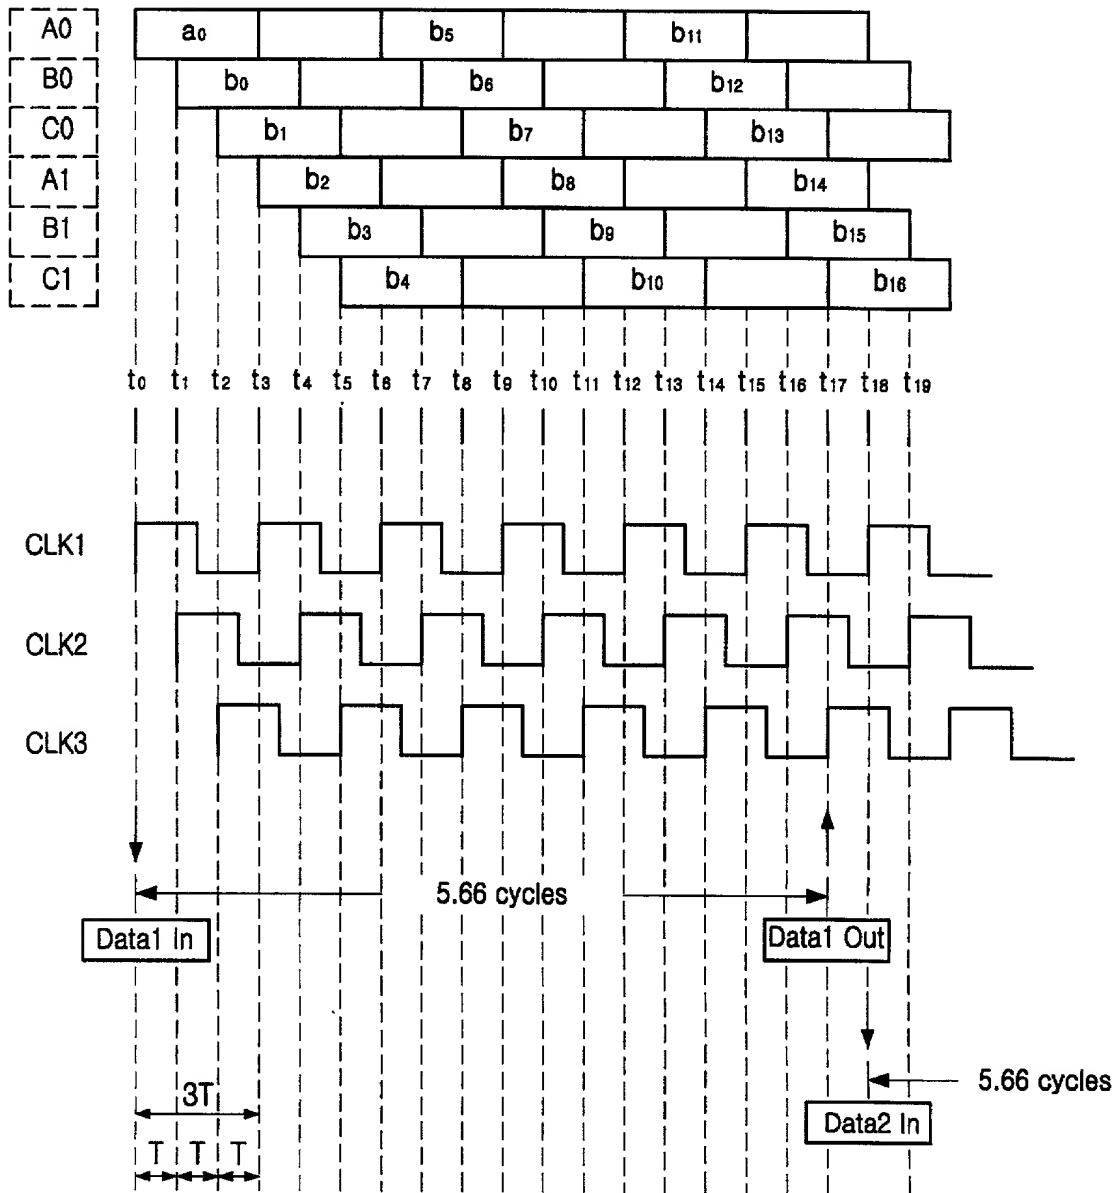 A0 a0 b5 b11
B0 b0 b6 b12
C0 b1 b7 b13
A1 b2 b8 b14
B1 b3 b9 b15
C1 b4 b10 b16
t0 t1 t2 t3 t4 t5 t6 t7 t8 t9 t10 t11 t12 t13 t14 t15 t16 t17 t18 t19
CLK1
CLK2
CLK3
5.66 cycles
Data1 In Data1 Out
5.66 cycles
3T
Data2 In
T T T